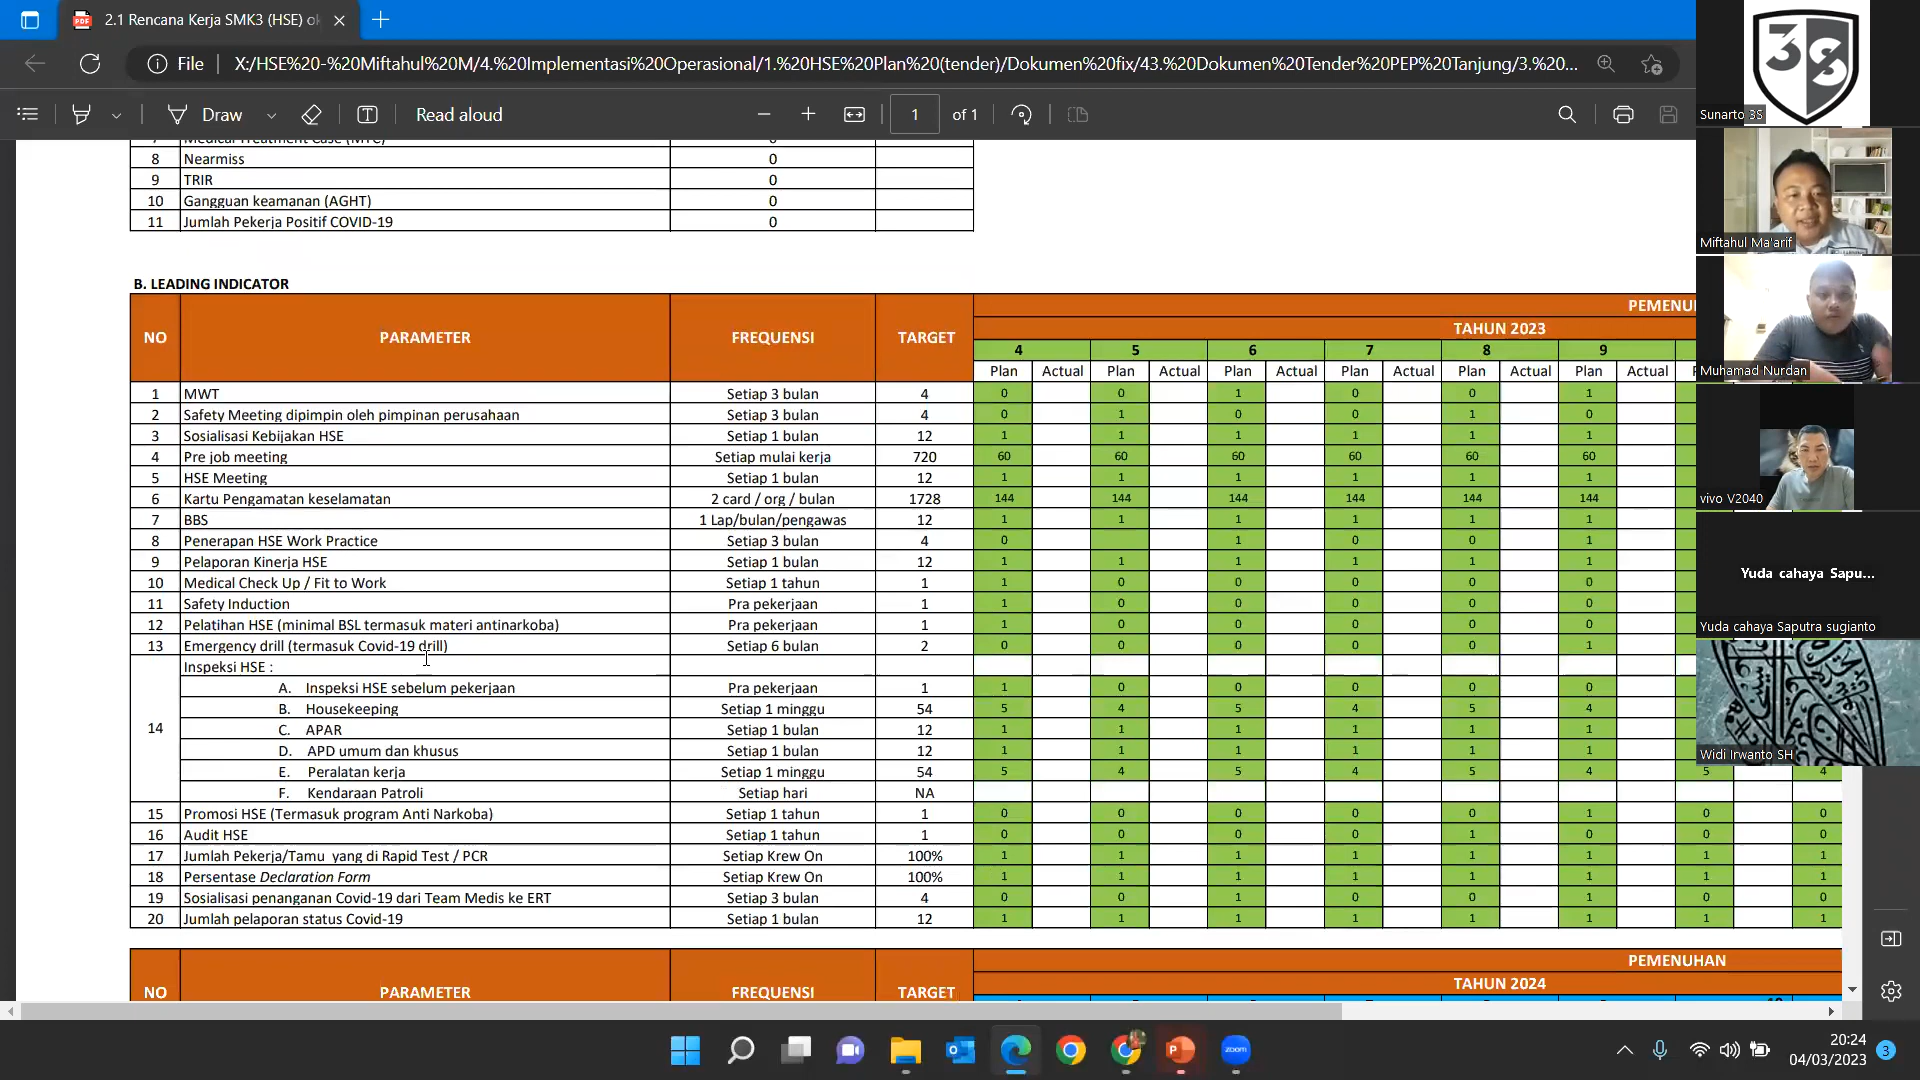 2.1 Rencana Kerja SMK3 (HSE) ok
File
X:/HSE%20-%20Miftahul%20M/4.%20Implementasi%20Operasional/1.%20HSE%20Plan%20(tender)/Dokumen%20fix/43.%20Dokumen%20Tender%20PEP%20Tanjung/3.%20...
Draw
Read aloud
1 of 1
8 Nearmiss 0
9 TRIR 0
10 Gangguan keamanan (AGHT) 0
11 Jumlah Pekerja Positif COVID-19 0
B. LEADING INDICATOR
NO PARAMETER FREQUENSI TARGET
TAHUN 2023
4 5 6 7 8 9
Plan Actual Plan Actual Plan Actual Plan Actual Plan Actual Plan Actual
1 MWT Setiap 3 bulan 4 0 0 1 0 0 1
2 Safety Meeting dipimpin oleh pimpinan perusahaan Setiap 3 bulan 4 0 1 0 0 1 0
3 Sosialisasi Kebijakan HSE Setiap 1 bulan 12 1 1 1 1 1 1
4 Pre job meeting Setiap mulai kerja 720 60 60 60 60 60 60
5 HSE Meeting Setiap 1 bulan 12 1 1 1 1 1 1
6 Kartu Pengamatan keselamatan 2 card / org / bulan 1728 144 144 144 144 144 144
7 BBS 1 Lap/bulan/pengawas 12 1 1 1 1 1 1
8 Penerapan HSE Work Practice Setiap 3 bulan 4 0 1 0 0 1
9 Pelaporan Kinerja HSE Setiap 1 bulan 12 1 1 1 1 1 1
10 Medical Check Up / Fit to Work Setiap 1 tahun 1 1 0 0 0 0 0
11 Safety Induction Pra pekerjaan 1 1 0 0 0 0 0
12 Pelatihan HSE (minimal BSL termasuk materi antinarkoba) Pra pekerjaan 1 1 0 0 0 0 0
13 Emergency drill (termasuk Covid-19 drill) Setiap 6 bulan 2 0 0 0 0 0 1
14 Inspeksi HSE :
A. Inspeksi HSE sebelum pekerjaan Pra pekerjaan 1 1 0 0 0 0 0
B. Housekeeping Setiap 1 minggu 54 5 4 5 4 5 4
C. APAR Setiap 1 bulan 12 1 1 1 1 1 1
D. APD umum dan khusus Setiap 1 bulan 12 1 1 1 1 1 1
E. Peralatan kerja Setiap 1 minggu 54 5 4 5 4 5 4 5 4
F. Kendaraan Patroli Setiap hari NA
15 Promosi HSE (Termasuk program Anti Narkoba) Setiap 1 tahun 1 0 0 0 0 0 1 0 0
16 Audit HSE Setiap 1 tahun 1 0 0 0 0 1 0 0 0
17 Jumlah Pekerja/Tamu yang di Rapid Test / PCR Setiap Krew On 100% 1 1 1 1 1 1 1 1
18 Persentase Declaration Form Setiap Krew On 100% 1 1 1 1 1 1 1 1
19 Sosialisasi penanganan Covid-19 dari Team Medis ke ERT Setiap 3 bulan 4 0 0 1 0 0 1 0 0
20 Jumlah pelaporan status Covid-19 Setiap 1 bulan 12 1 1 1 1 1 1 1 1
PEMENUHAN
TAHUN 2024
NO PARAMETER FREQUENSI TARGET
3S
Sunarto 3S
Miftahul Ma'arif
Muhamad Nurdan
vivo V2040
Yuda cahaya Sapu...
Yuda cahaya Saputra sugianto
Widi Irwanto SH
zoom
20:24
04/03/2023
3